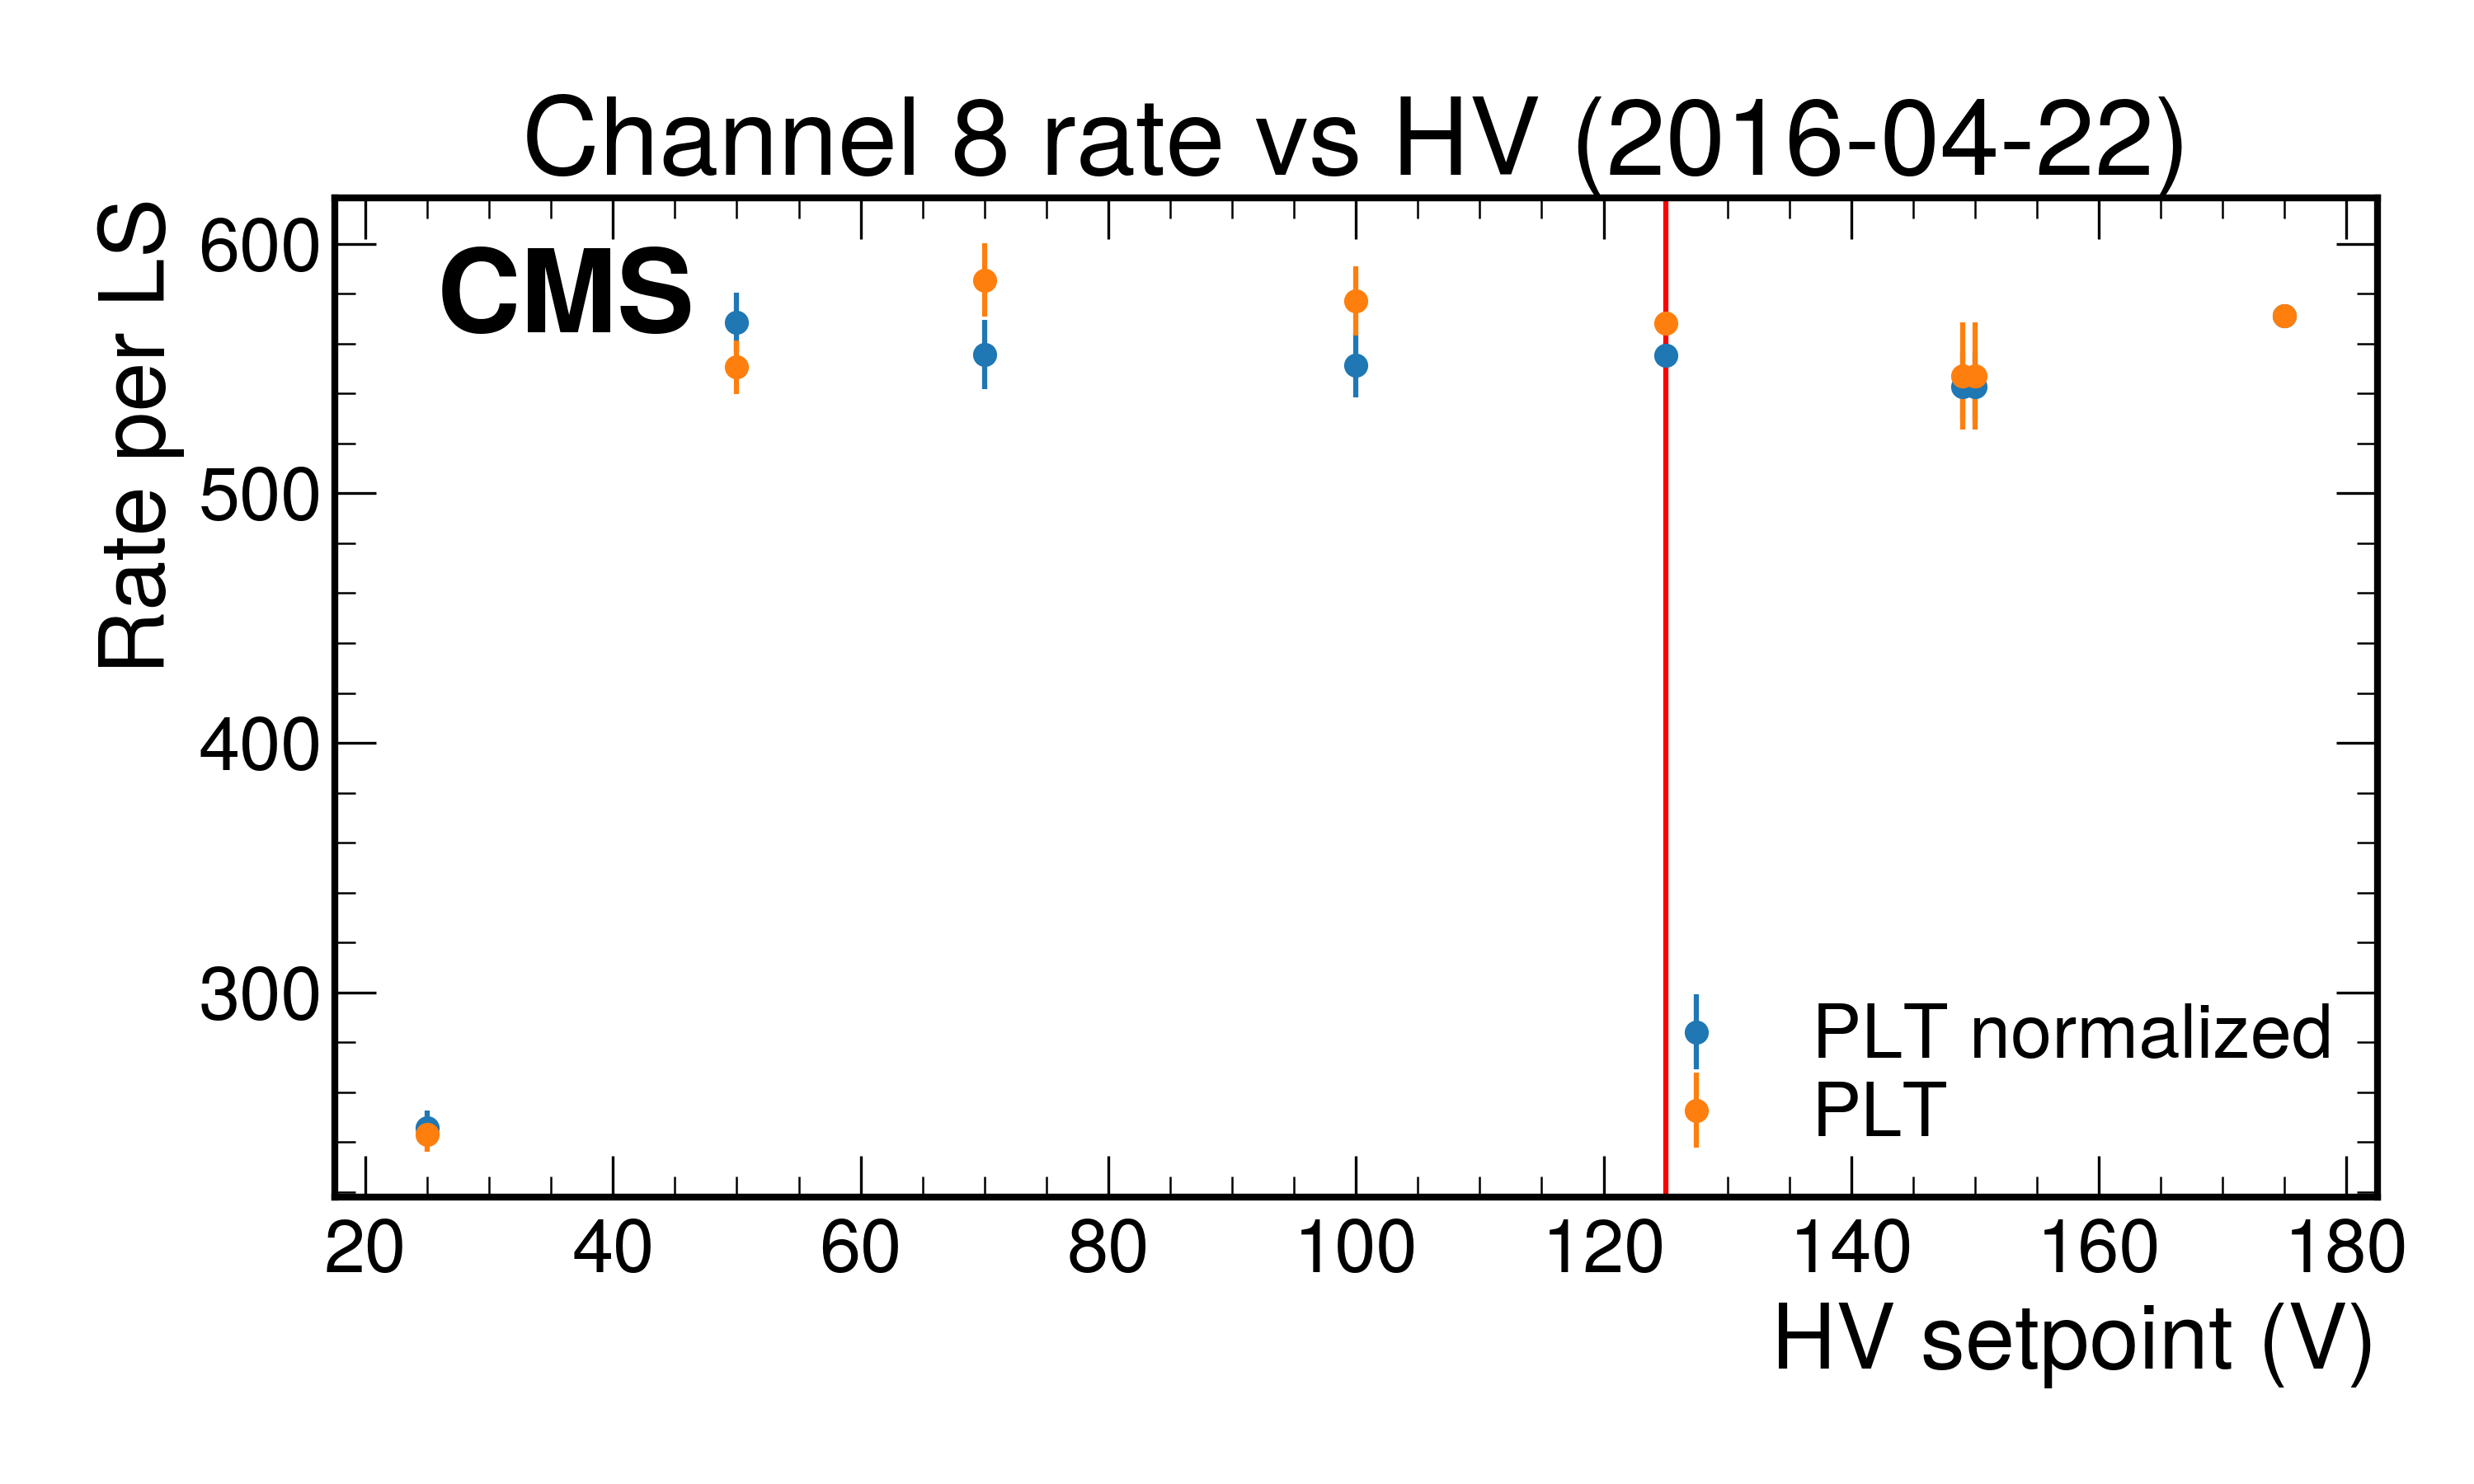 Channel 8 rate vs HV (2016-04-22)
CMS
Rate per LS
600
500
400
300
PLT normalized
PLT
20 40 60 80 100 120 140 160 180
HV setpoint (V)